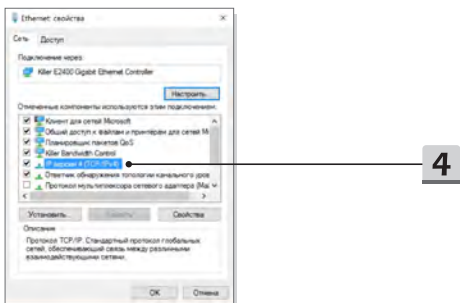 Ethernet: свойства
Сеть Доступ
Подключение через:
Killer E2400 Gigabit Ethernet Controller
Настроить...
Отмеченные компоненты используются этим подключением:
Клиент для сетей Microsoft
Общий доступ к файлам и принтерам для сетей Mi
Планировщик пакетов QoS
Killer Bandwidth Control
IP версии 4 (TCP/IPv4)
Ответчик обнаружения топологии канального уров
Протокол мультиплексора сетевого адаптера (Май
Установить... Удалить Свойства
Описание
Протокол TCP/IP. Стандартный протокол глобальных
сетей, обеспечивающий связь между различными
взаимодействующими сетями.
OK Отмена
4